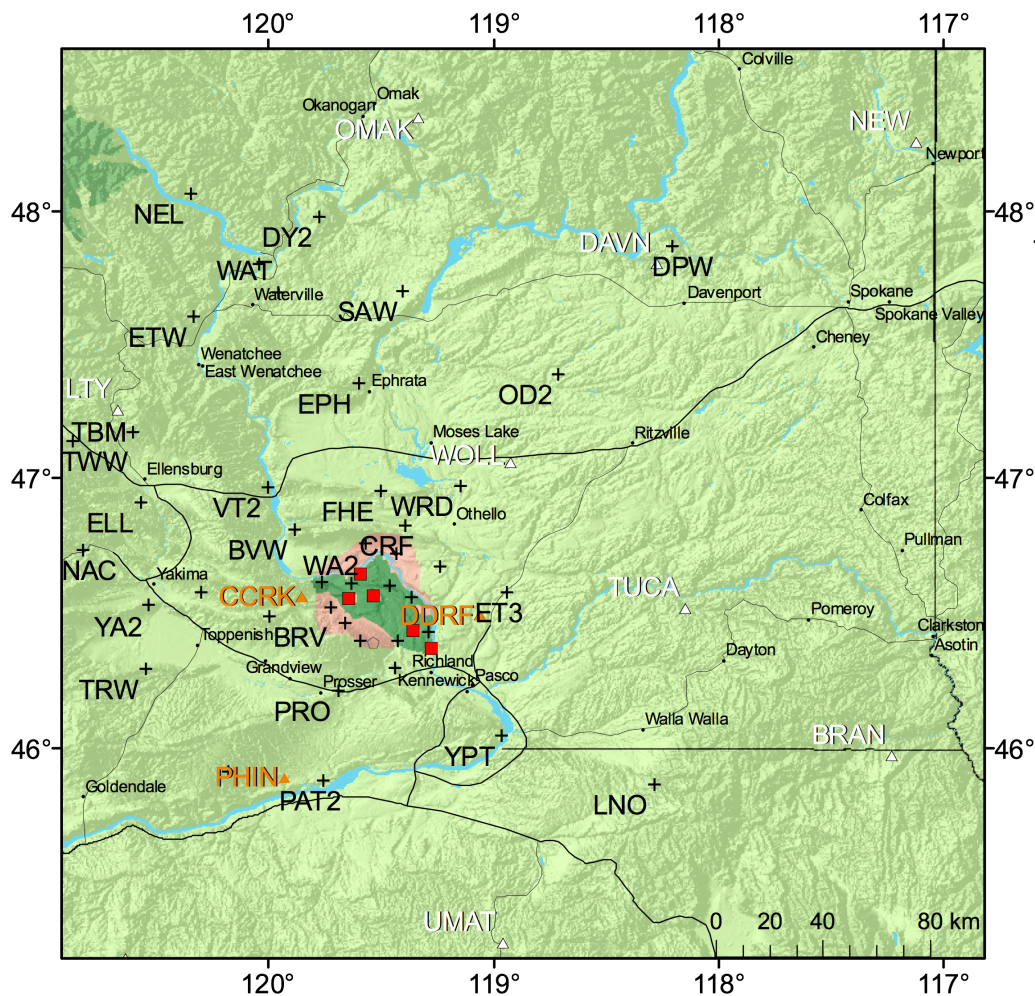 120° 119° 118° 117°
Colville
Omak
Okanogan
OMAK
NEW
Newport
48° 48°
NEL
DY2
DAVN
WAT
DPW
Waterville
SAW
Davenport
Spokane
Spokane Valley
ETW
Cheney
Wenatchee
East Wenatchee
Ephrata
LTY
EPH
OD2
TBM
Moses Lake
Ritzville
TWW
WOLL
Ellensburg
47° 47°
VT2
FHE
WRD
Othello
Colfax
ELL
BVW
CRF
Pullman
NAC
WA2
Yakima
CCRK
TUCA
DDRF
ET3
Pomeroy
YA2
Toppenish
BRV
Clarkston
Asotin
Dayton
Grandview
Richland
Prosser
Kennewick
Pasco
TRW
PRO
Walla Walla
BRAN
46° 46°
YPT
PHIN
Goldendale
PAT2
LNO
UMAT
0 20 40 80 km
120° 119° 118° 117°